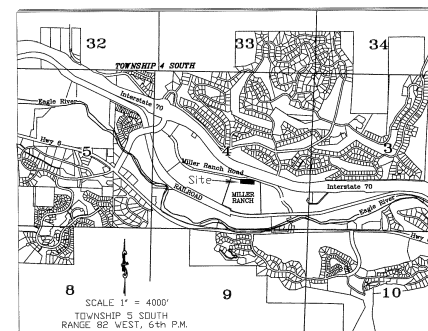 32
33
34
TOWNSHIP 4 SOUTH
Interstate 70
Eagle River
Hwy 6
5
4
3
Miller Ranch Road
Site
RAILROAD
MILLER
RANCH
Interstate 70
Eagle River
Hwy
8
9
10
SCALE 1" = 4000'
TOWNSHIP 5 SOUTH
RANGE 82 WEST, 6th P.M.